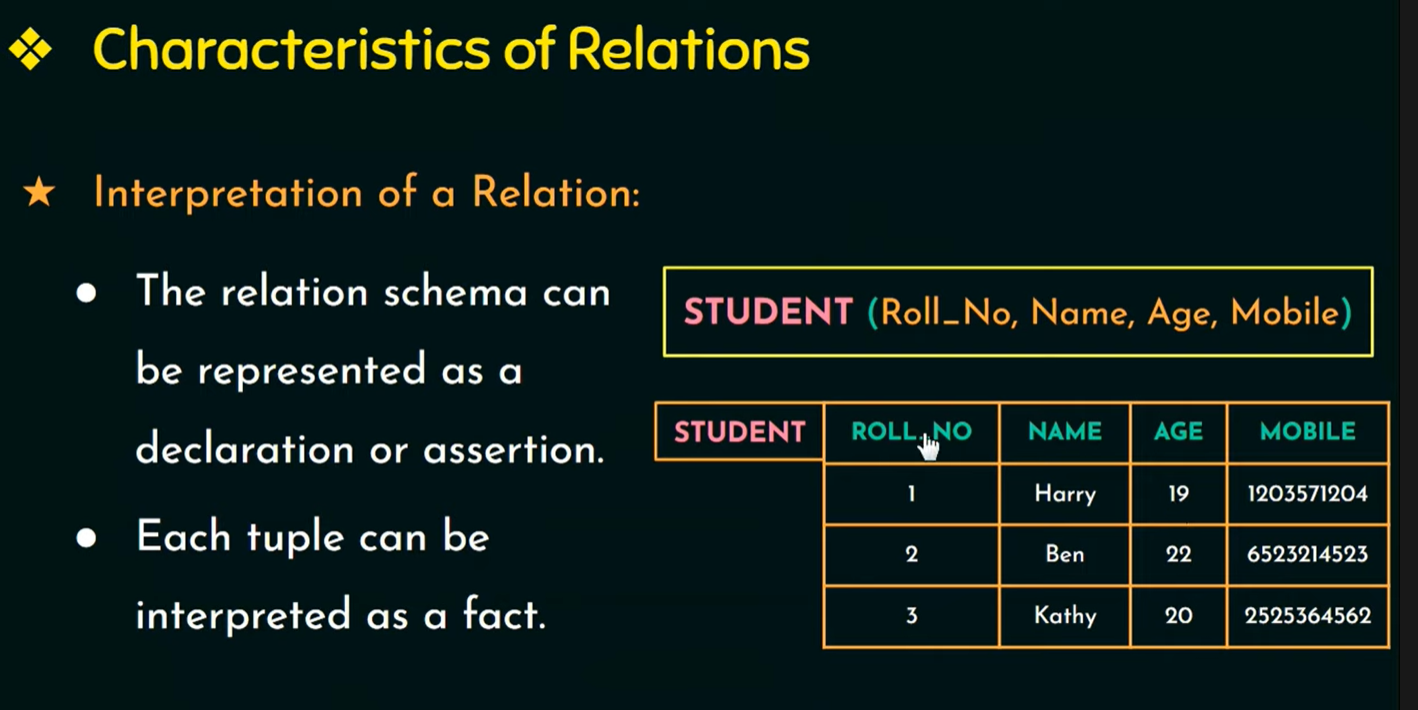 ❖ Characteristics of Relations
★ Interpretation of a Relation:
● The relation schema can
be represented as a
declaration or assertion.
● Each tuple can be
interpreted as a fact.
STUDENT (Roll_No, Name, Age, Mobile)
STUDENT ROLL_NO NAME AGE MOBILE
1 Harry 19 1203571204
2 Ben 22 6523214523
3 Kathy 20 2525364562